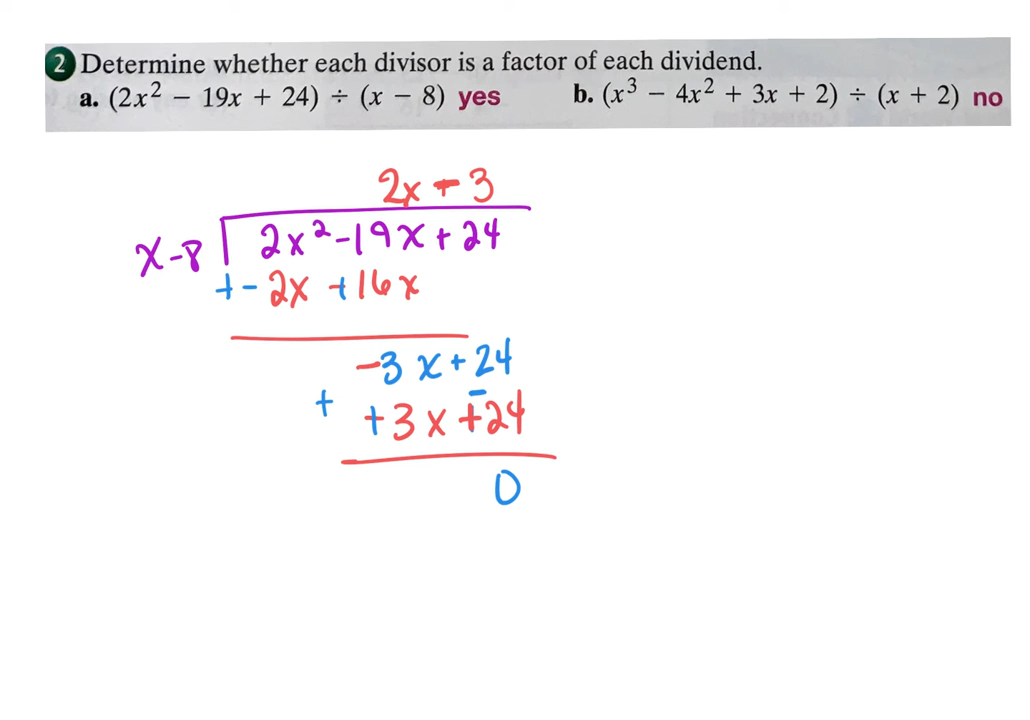 2 Determine whether each divisor is a factor of each dividend.
a. (2x² − 19x + 24) ÷ (x − 8) yes b. (x³ − 4x² + 3x + 2) ÷ (x + 2) no
2x - 3
x - 8 2x² - 19x + 24
+ - 2x + 16x
-3x + 24
+ +3x + - 24
0